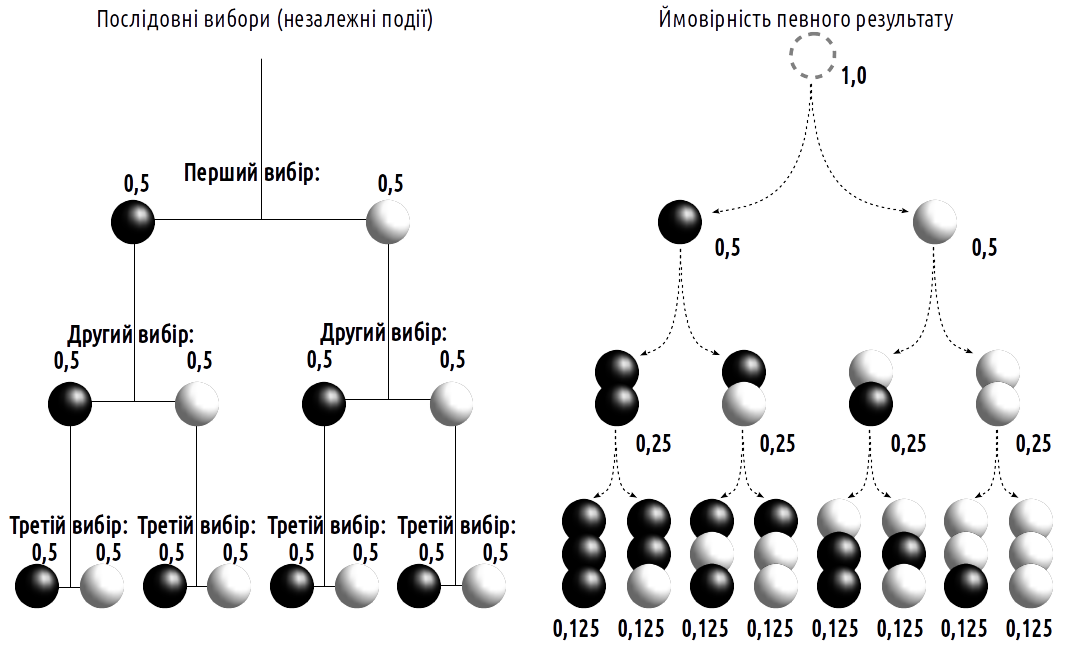 Послідовні вибори (незалежні події)
Перший вибір:
0,5 0,5
Другий вибір: Другий вибір:
0,5 0,5 0,5 0,5
Третій вибір: Третій вибір: Третій вибір: Третій вибір:
0,5 0,5 0,5 0,5 0,5 0,5 0,5 0,5
Ймовірність певного результату
1,0
0,5 0,5
0,25 0,25 0,25 0,25
0,125 0,125 0,125 0,125 0,125 0,125 0,125 0,125